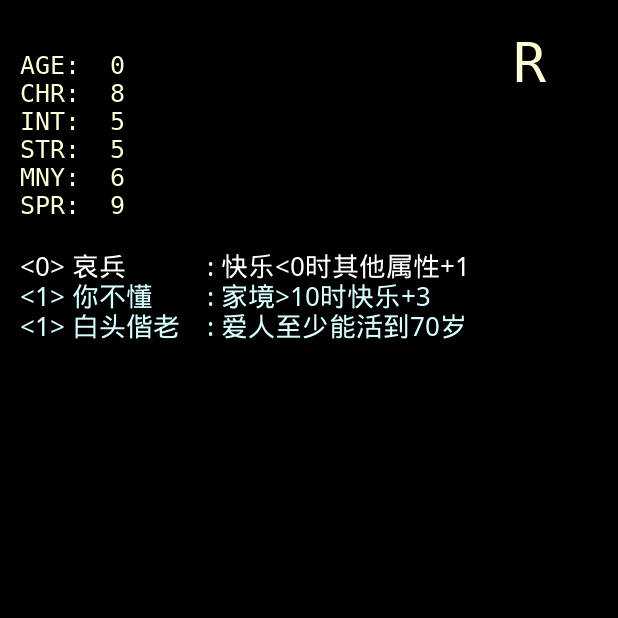 R
AGE: 0
CHR: 8
INT: 5
STR: 5
MNY: 6
SPR: 9
<0> 哀兵 : 快乐<0时其他属性+1
<1> 你不懂 : 家境>10时快乐+3
<1> 白头偕老 : 爱人至少能活到70岁